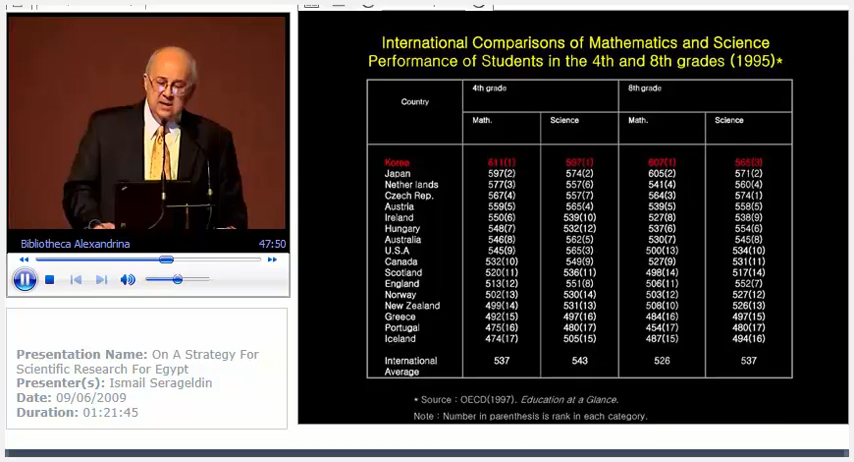 Bibliotheca Alexandrina 47:50
Presentation Name: On A Strategy For
Scientific Research For Egypt
Presenter(s): Ismail Serageldin
Date: 09/06/2009
Duration: 01:21:45
International Comparisons of Mathematics and Science
Performance of Students in the 4th and 8th grades (1995)*
Country 4th grade 8th grade
Math. Science Math. Science
Korea 611(1) 597(1) 607(1) 565(3)
Japan 597(2) 574(2) 605(2) 571(2)
Nether lands 577(3) 557(6) 541(4) 560(4)
Czech Rep. 567(4) 557(7) 564(3) 574(1)
Austria 559(5) 565(4) 539(5) 558(5)
Ireland 550(6) 539(10) 527(8) 538(9)
Hungary 548(7) 532(12) 537(6) 554(6)
Australia 546(8) 562(5) 530(7) 545(8)
U.S.A 545(9) 565(3) 500(13) 534(10)
Canada 532(10) 549(9) 527(9) 531(11)
Scotland 520(11) 536(11) 498(14) 517(14)
England 513(12) 551(8) 506(11) 552(7)
Norway 502(13) 530(14) 503(12) 527(12)
New Zealand 499(14) 531(13) 508(10) 526(13)
Greece 492(15) 497(16) 484(16) 497(15)
Portugal 475(16) 480(17) 454(17) 480(17)
Iceland 474(17) 505(15) 487(15) 494(16)
International
Average 537 543 526 537
* Source : OECD(1997). Education at a Glance.
Note : Number in parenthesis is rank in each category.